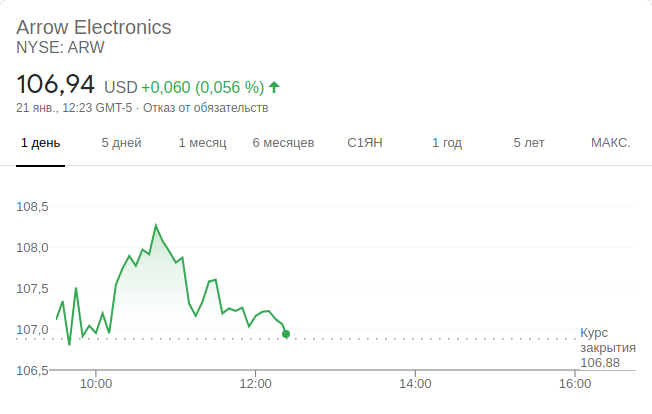 Arrow Electronics
NYSE: ARW
106,94 USD +0,060 (0,056 %)
21 янв., 12:23 GMT-5 · Отказ от обязательств
1 день 5 дней 1 месяц 6 месяцев С1ЯН 1 год 5 лет МАКС.
108,5
108,0
107,5
107,0
Курс
закрытия
106,88
106,5
10:00 12:00 14:00 16:00